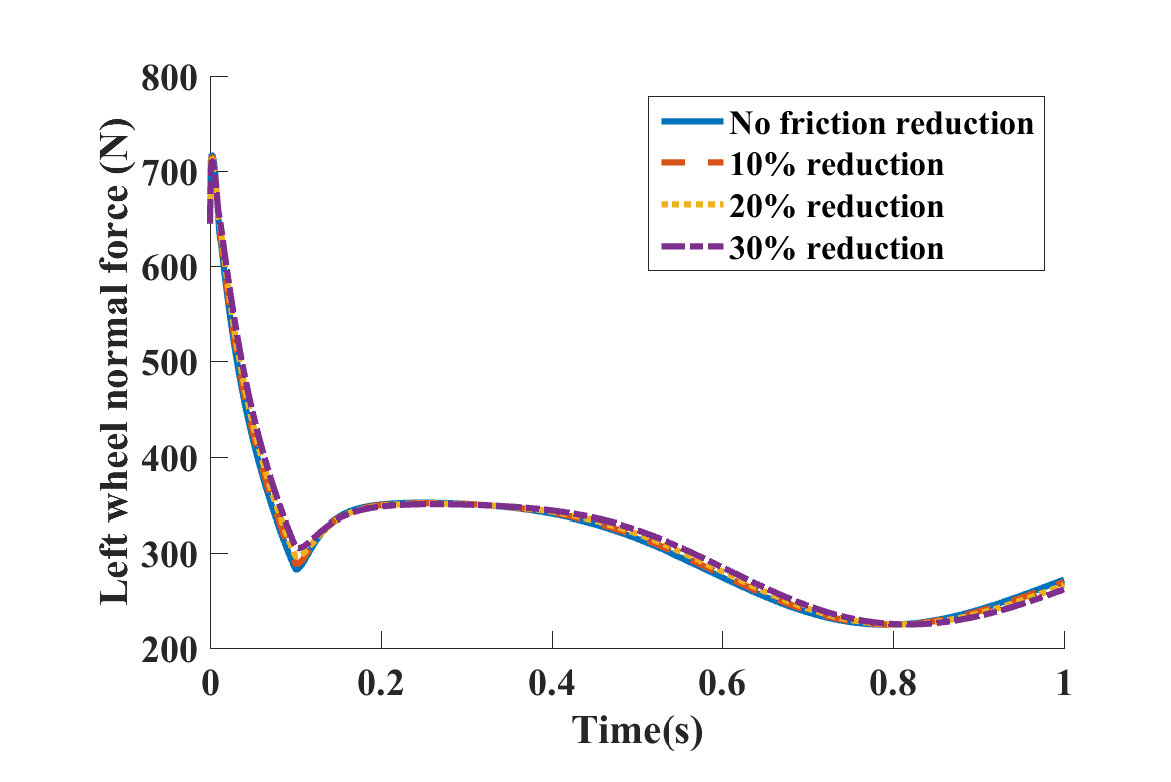 Left wheel normal force (N)
800
700
600
500
400
300
200
No friction reduction
10% reduction
20% reduction
30% reduction
0
0.2
0.4
0.6
0.8
1
Time(s)